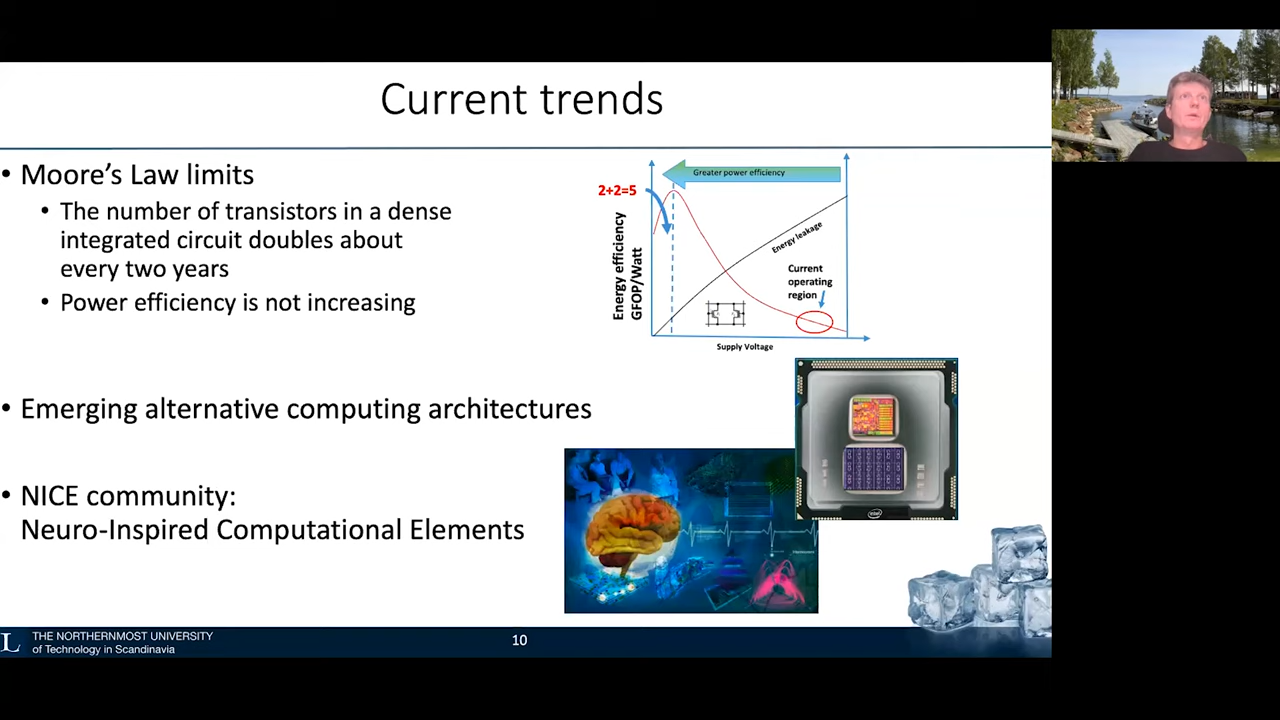 Current trends
• Moore's Law limits
• The number of transistors in a dense
integrated circuit doubles about
every two years
• Power efficiency is not increasing
Greater power efficiency
2+2=5
Energy efficiency
GFOP/Watt
Energy leakage
Current
operating
region
Supply Voltage
• Emerging alternative computing architectures
• NICE community:
Neuro-Inspired Computational Elements
intel
L THE NORTHERNMOST UNIVERSITY
of Technology in Scandinavia
10